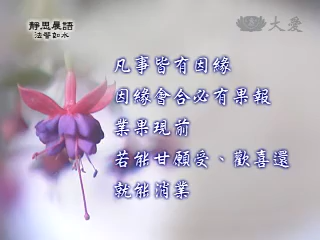 靜思晨語
法譬如水
大愛
凡事皆有因緣
因緣會合必有果報
業果現前
若能甘願受、歡喜還
就能消業